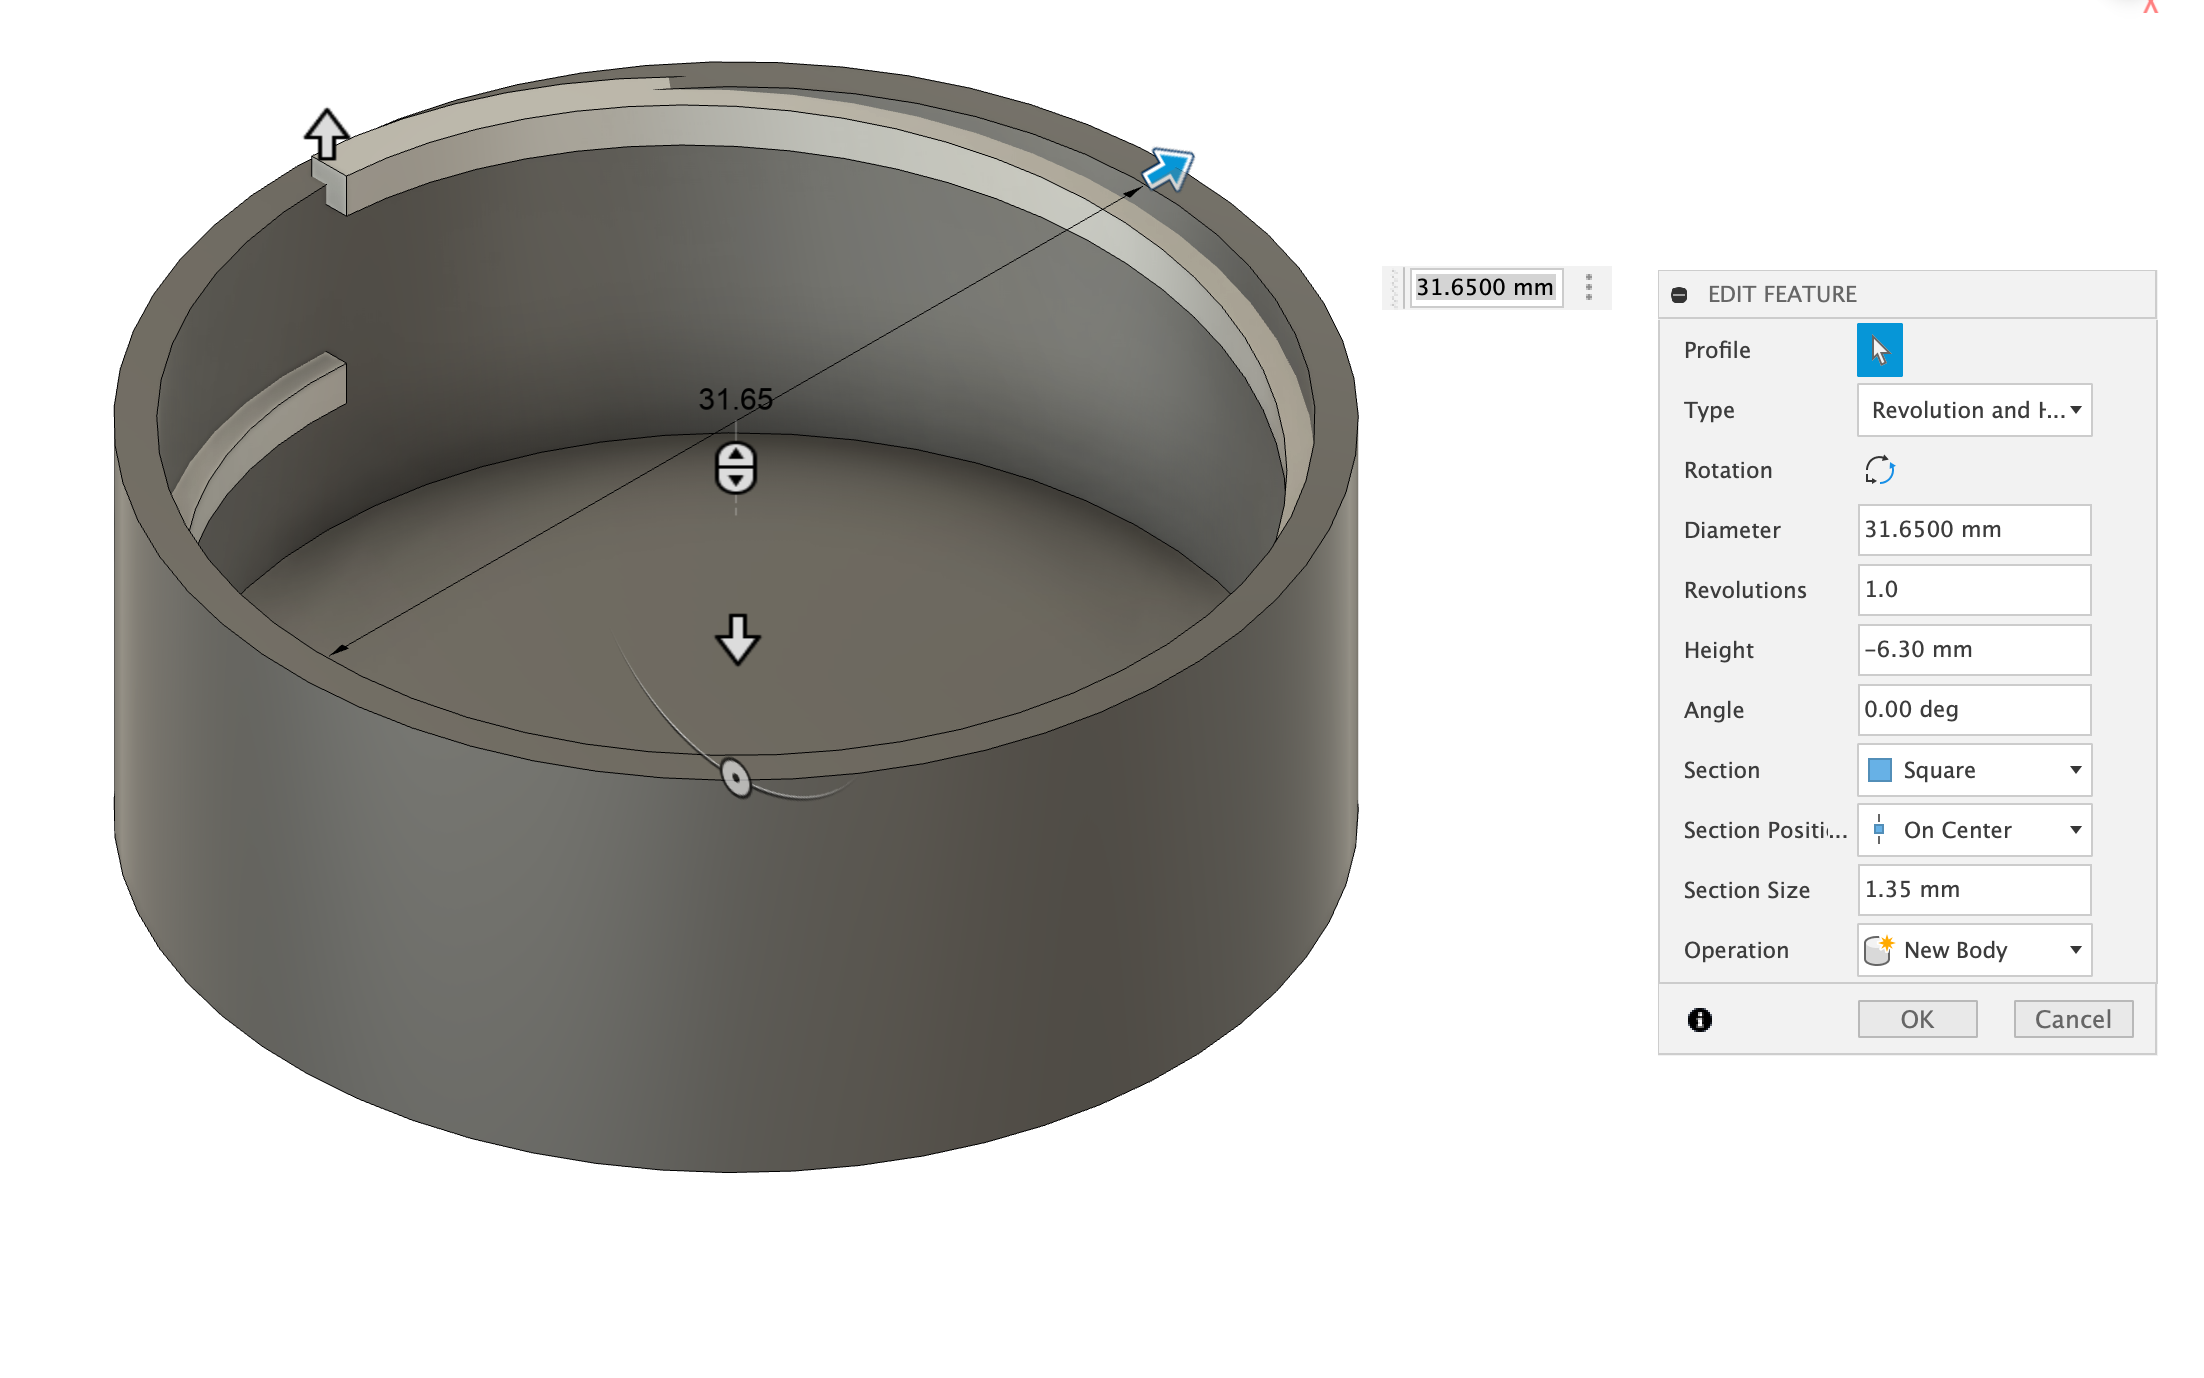 31.65
31.6500 mm
EDIT FEATURE
Profile
Type Revolution and H...
Rotation
Diameter 31.6500 mm
Revolutions 1.0
Height -6.30 mm
Angle 0.00 deg
Section Square
Section Positi... On Center
Section Size 1.35 mm
Operation New Body
OK Cancel